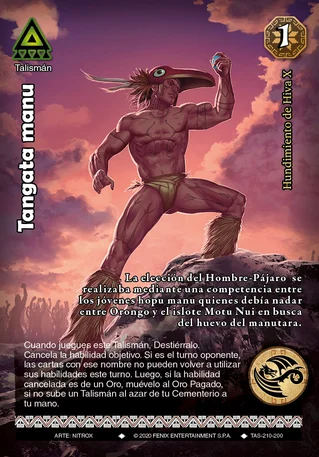 Talismán
1
Tangata manu
Hundimiento de Hiva X
La elección del Hombre-Pájaro se
realizaba mediante una competencia entre
los jóvenes hopu manu quienes debía nadar
entre Orongo y el islote Motu Nui en busca
del huevo del manutara.
Cuando juegues este Talismán, Destiérralo.
Cancela la habilidad objetivo. Si es el turno oponente,
las cartas con ese nombre no pueden volver a utilizar
sus habilidades este turno. Luego, si la habilidad
cancelada es de un Oro, muévelo al Oro Pagado,
si no sube un Talismán al azar de tu Cementerio a
tu mano.
ARTE: NITROX
© 2020 FENIX ENTERTAINMENT S.P.A.
TAS-210-200